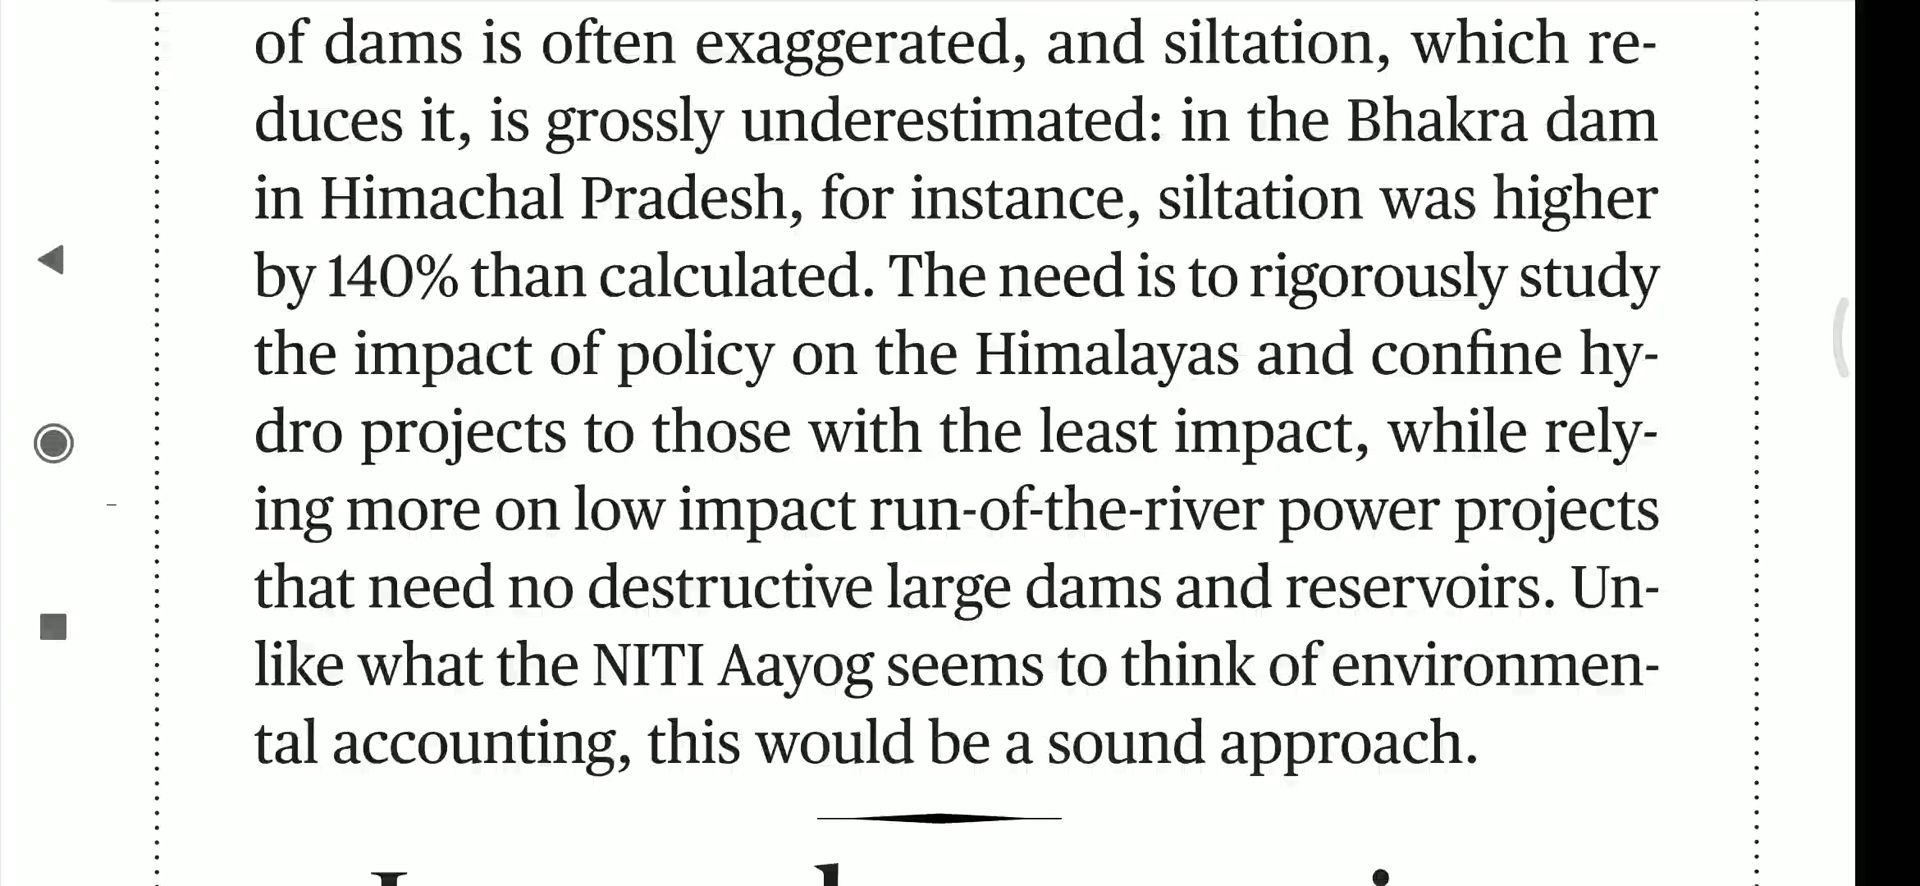 of dams is often exaggerated, and siltation, which re-
duces it, is grossly underestimated: in the Bhakra dam
in Himachal Pradesh, for instance, siltation was higher
by 140% than calculated. The need is to rigorously study
the impact of policy on the Himalayas and confine hy-
dro projects to those with the least impact, while rely-
ing more on low impact run-of-the-river power projects
that need no destructive large dams and reservoirs. Un-
like what the NITI Aayog seems to think of environmen-
tal accounting, this would be a sound approach.